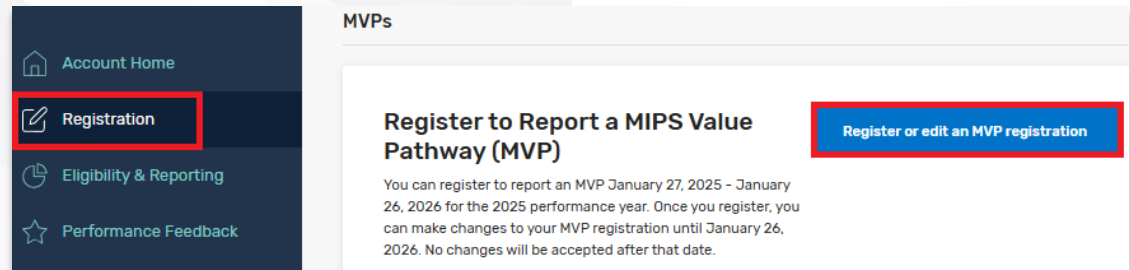 MVPs
Account Home
Registration
Eligibility & Reporting
Performance Feedback
Register to Report a MIPS Value
Pathway (MVP)
Register or edit an MVP registration
You can register to report an MVP January 27, 2025 - January
26, 2026 for the 2025 performance year. Once you register, you
can make changes to your MVP registration until January 26,
2026. No changes will be accepted after that date.